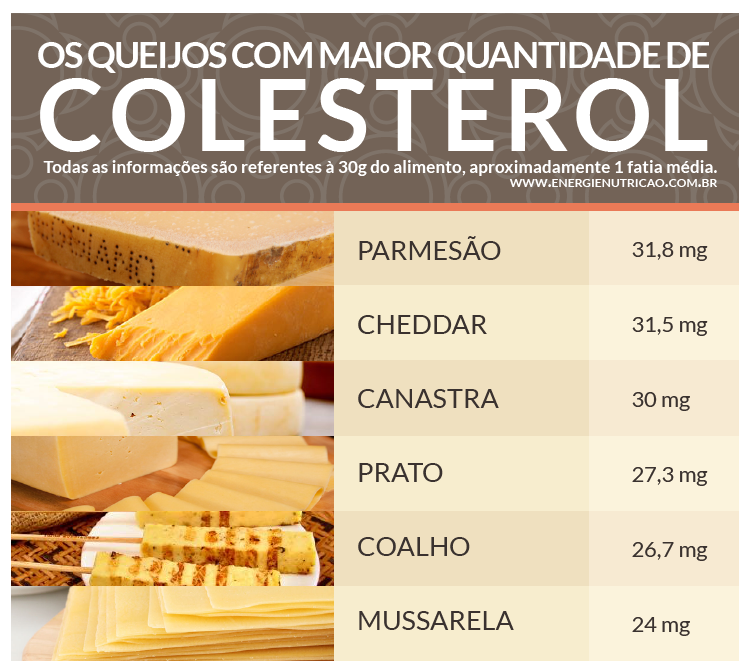 OS QUEIJOS COM MAIOR QUANTIDADE DE
COLESTEROL
Todas as informações são referentes à 30g do alimento, aproximadamente 1 fatia média.
WWW.ENERGIENUTRICAO.COM.BR
PARMESÃO 31,8 mg
CHEDDAR 31,5 mg
CANASTRA 30 mg
PRATO 27,3 mg
COALHO 26,7 mg
MUSSARELA 24 mg